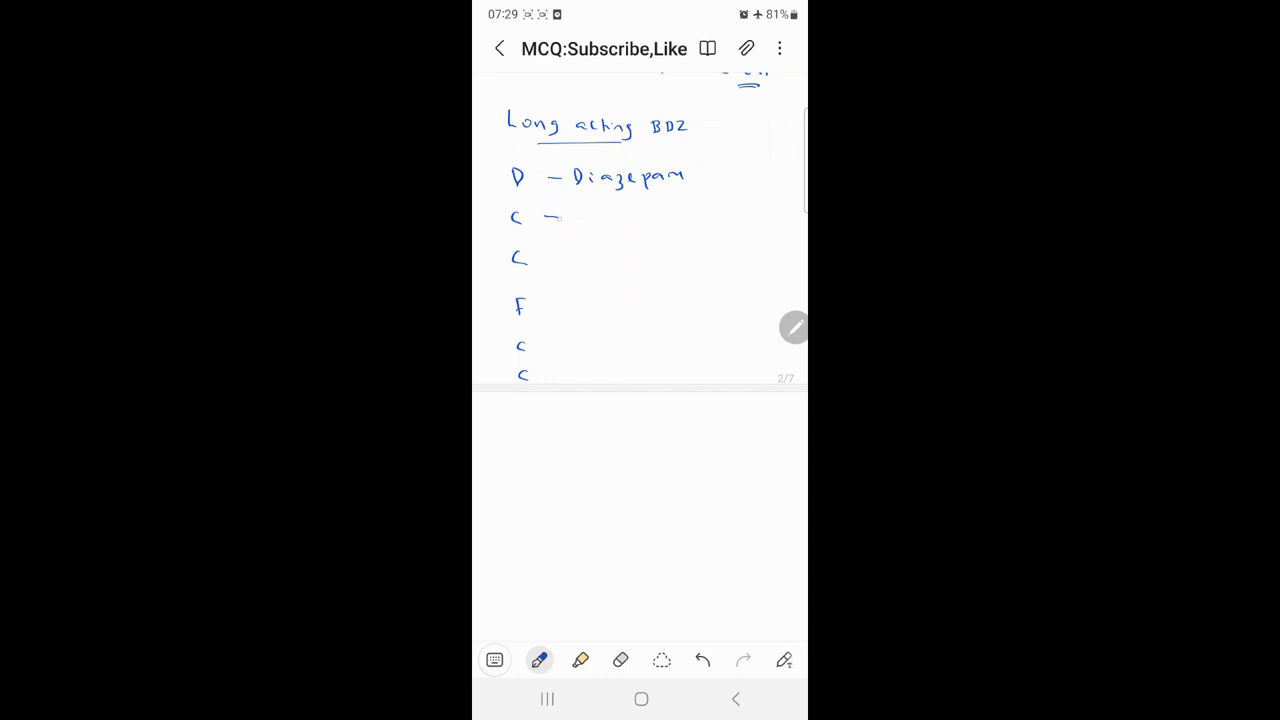 07:29 81%
MCQ:Subscribe,Like
Long acting BDZ
D - Diazepam
C -
C
F
C
C
2/7